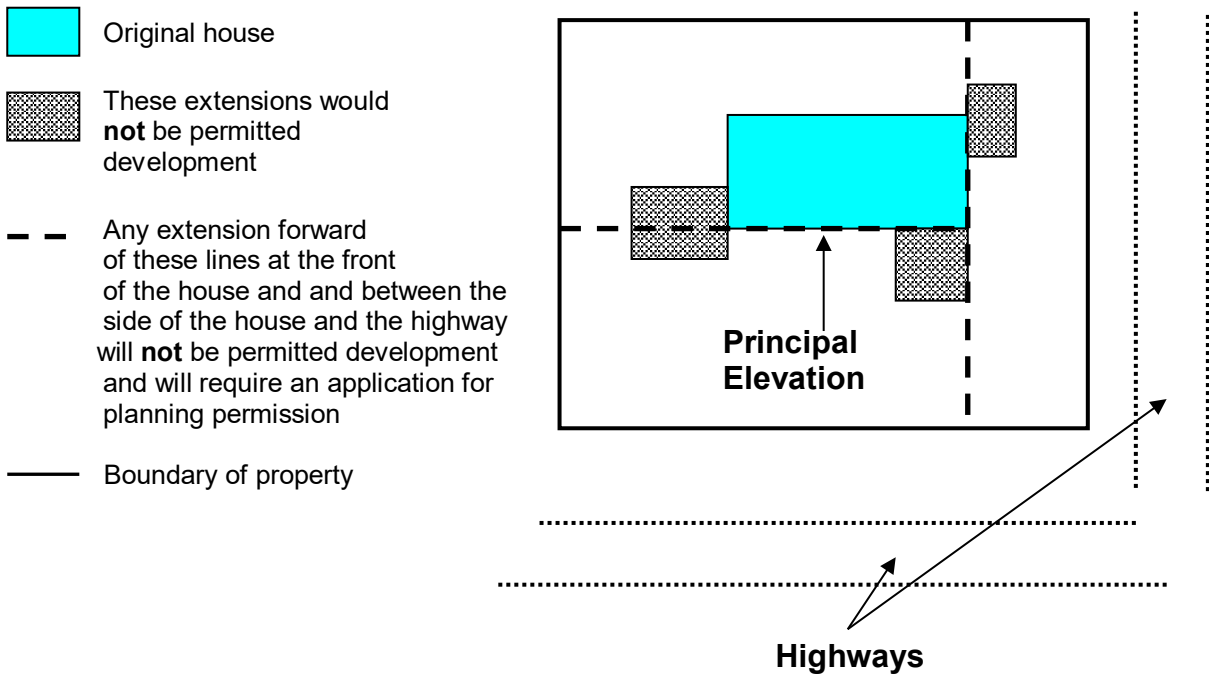 Original house
These extensions would
not be permitted
development
Any extension forward
of these lines at the front
of the house and and between the
side of the house and the highway
will not be permitted development
and will require an application for
planning permission
Boundary of property
Principal
Elevation
Highways